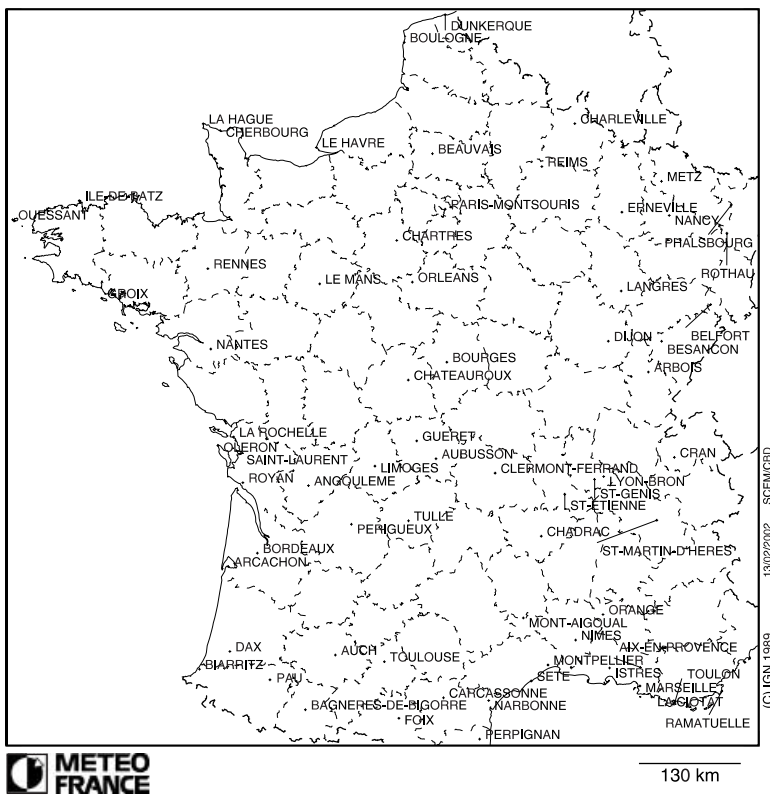 DUNKERQUE
BOULOGNE
LA HAGUE
CHERBOURG
CHARLEVILLE
LE HAVRE
BEAUVAIS
REIMS
METZ
ILE-DE-BATZ
OUESSANT
PARIS-MONTSOURIS
ERNEVILLE
NANCY
CHARTRES
PHALSBOURG
RENNES
LE MANS
ORLEANS
ROTHAU
LANGRES
GROIX
NANTES
DIJON
BELFORT
BESANCON
BOURGES
ARBOIS
CHATEAUROUX
LA ROCHELLE
GUERET
OLERON
AUBUSSON
CRAN
SAINT-LAURENT
LIMOGES
CLERMONT-FERRAND
ROYAN
ANGOULEME
LYON-BRON
ST-GENIS
ST-ETIENNE
TULLE
PERIGUEUX
CHADRAC
BORDEAUX
ARCACHON
ST-MARTIN-D'HERES
ORANGE
MONT-AIGOUAL
NIMES
DAX
AUCH
TOULOUSE
AIX-EN-PROVENCE
BIARRITZ
MONTPELLIER
PAU
SETE
ISTRES
TOULON
CARCASSONNE
MARSEILLE
BAGNERES-DE-BIGORRE
NARBONNE
LA CIOTAT
FOIX
RAMATUELLE
PERPIGNAN
(C) IGN 1989 13/02/2002 SCEM/CBD
METEO
FRANCE
130 km